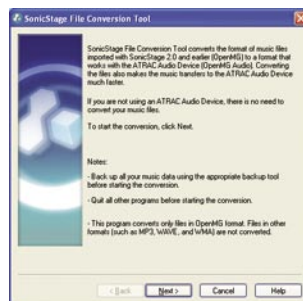 SonicStage File Conversion Tool
SonicStage File Conversion Tool converts the format of music files
imported with SonicStage 2.0 and earlier (OpenMG) to a format that
works with the ATRAC Audio Device (OpenMG Audio). Converting
the files also makes the music transfers to the ATRAC Audio Device
much faster.
If you are not using an ATRAC Audio Device, there is no need to
convert your music files.
To start the conversion, click Next.
Notes:
- Back up all your music data using the appropriate backup tool
before starting the conversion.
- Quit all other programs before starting the conversion.
- This program converts only files in OpenMG format. Files in other
formats (such as MP3, WAVE, and WMA) are not converted.
< Back
Next >
Cancel
Help